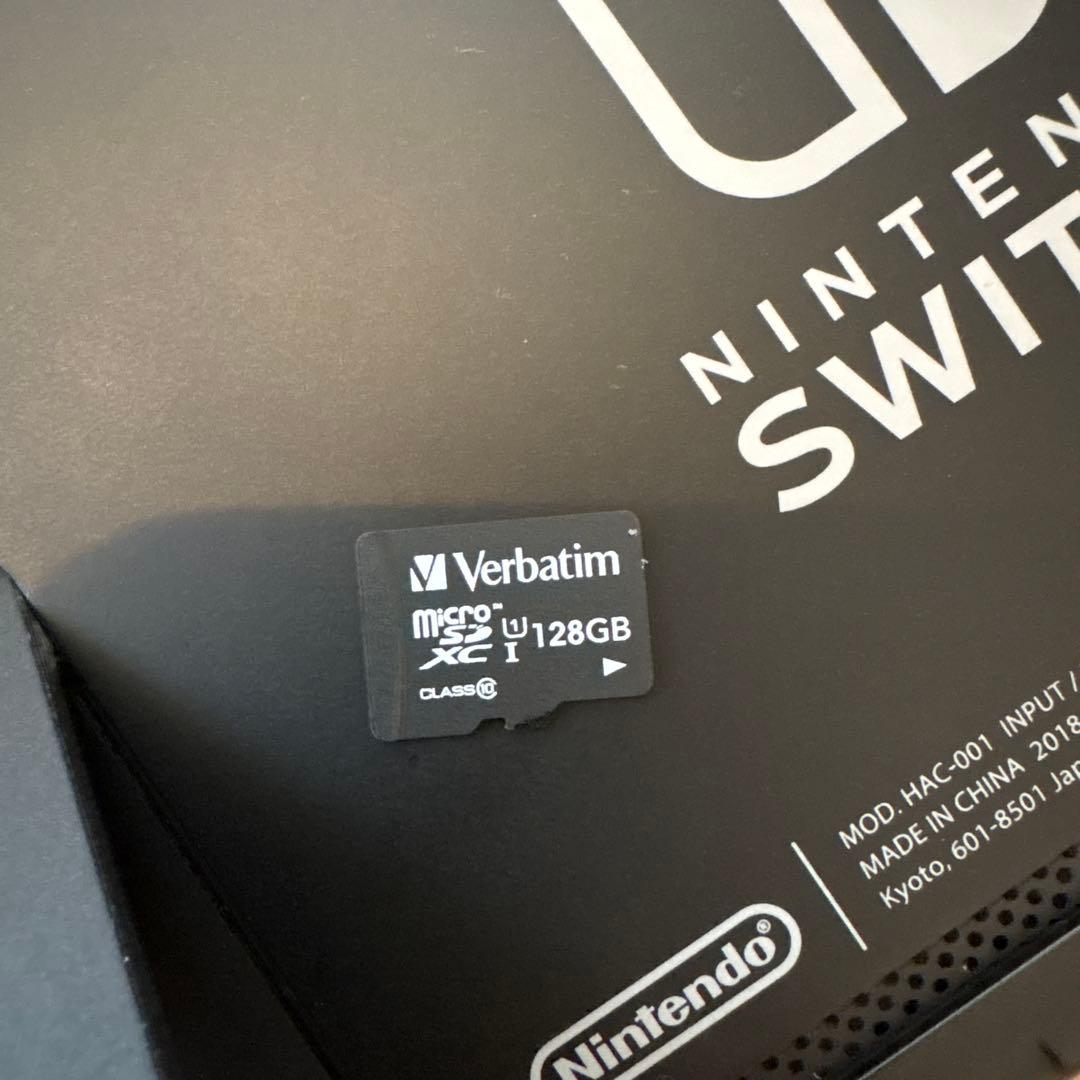 NINTEN
SWIT
Verbatim
micro™
SD
XC I
U1
128GB
CLASS 10
MOD. HAC-001 INPUT /
MADE IN CHINA 2018
Kyoto, 601-8501 Jap
Nintendo®